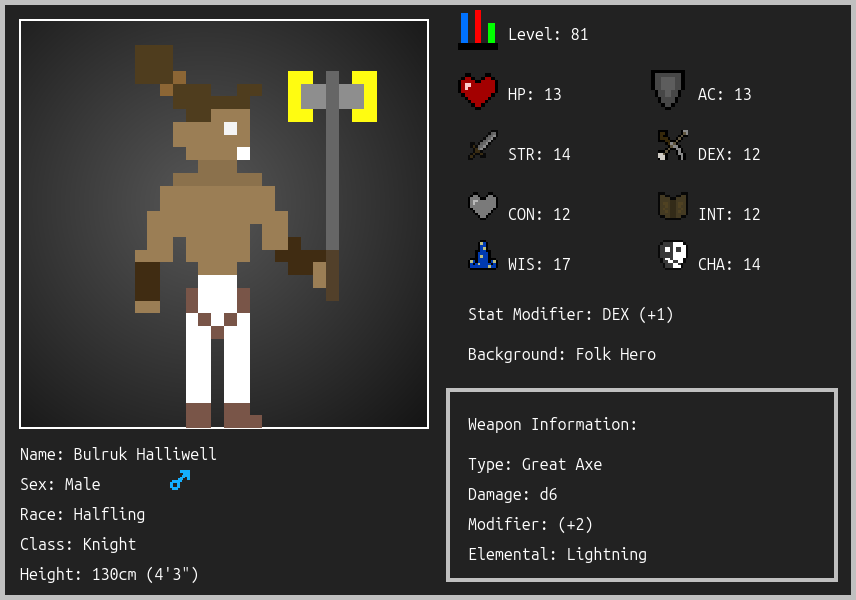 Level: 81
HP: 13 AC: 13
STR: 14 DEX: 12
CON: 12 INT: 12
WIS: 17 CHA: 14
Stat Modifier: DEX (+1)
Background: Folk Hero
Weapon Information:
Type: Great Axe
Damage: d6
Modifier: (+2)
Elemental: Lightning
Name: Bulruk Halliwell
Sex: Male
Race: Halfling
Class: Knight
Height: 130cm (4'3")